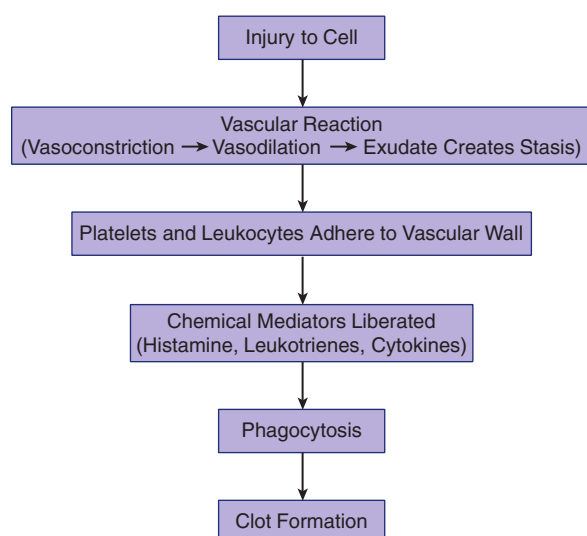 Injury to Cell
Vascular Reaction
(Vasoconstriction → Vasodilation → Exudate Creates Stasis)
Platelets and Leukocytes Adhere to Vascular Wall
Chemical Mediators Liberated
(Histamine, Leukotrienes, Cytokines)
Phagocytosis
Clot Formation